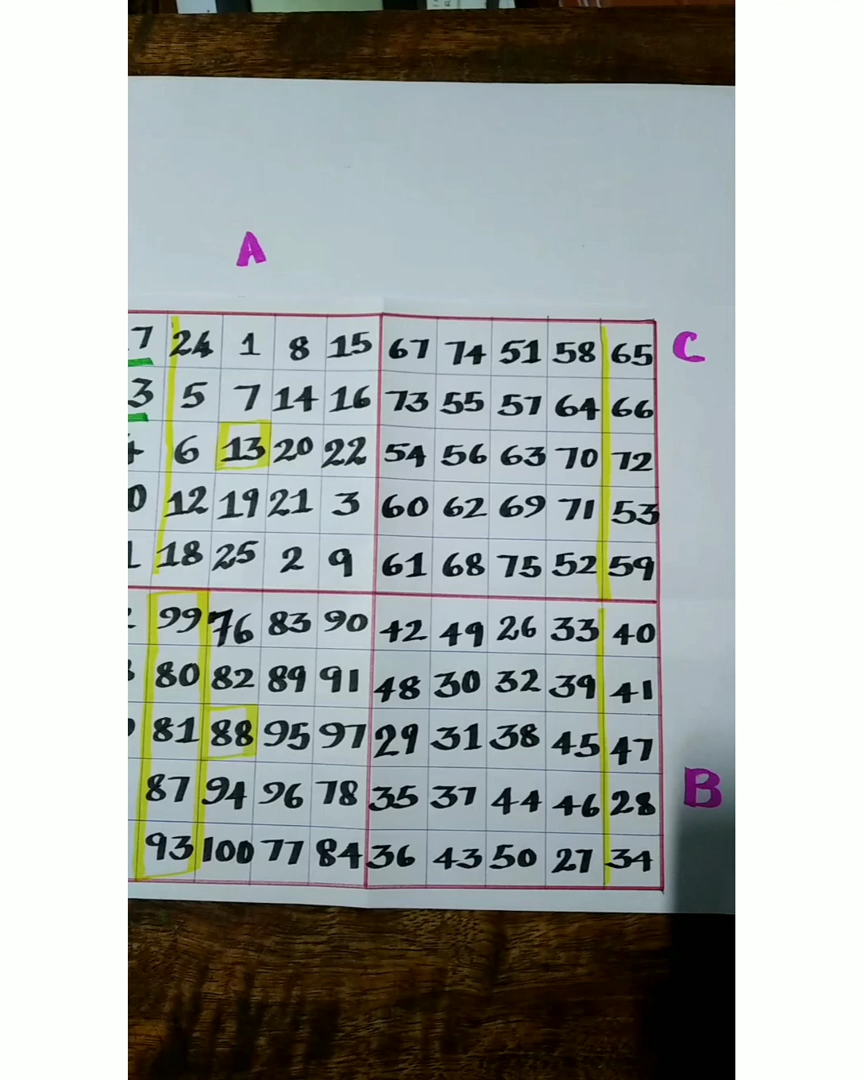 A
7 24 1 8 15 67 74 51 58 65 C
3 5 7 14 16 73 55 57 64 66
6 13 20 22 54 56 63 70 72
0 12 19 21 3 60 62 69 71 53
18 25 2 9 61 68 75 52 59
99 76 83 90 42 49 26 33 40
80 82 89 91 48 30 32 39 41
81 88 95 97 29 31 38 45 47
87 94 96 78 35 37 44 46 28 B
93 100 77 84 36 43 50 27 34